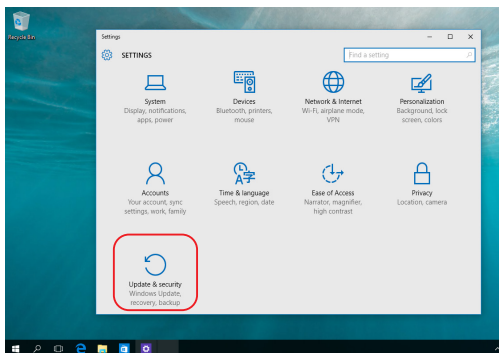 Recycle Bin
Settings
SETTINGS
Find a setting
System
Display, notifications,
apps, power
Devices
Bluetooth, printers,
mouse
Network & Internet
Wi-Fi, airplane mode,
VPN
Personalization
Background, lock
screen, colors
Accounts
Your account, sync
settings, work, family
Time & language
Speech, region, date
Ease of Access
Narrator, magnifier,
high contrast
Privacy
Location, camera
Update & security
Windows Update,
recovery, backup